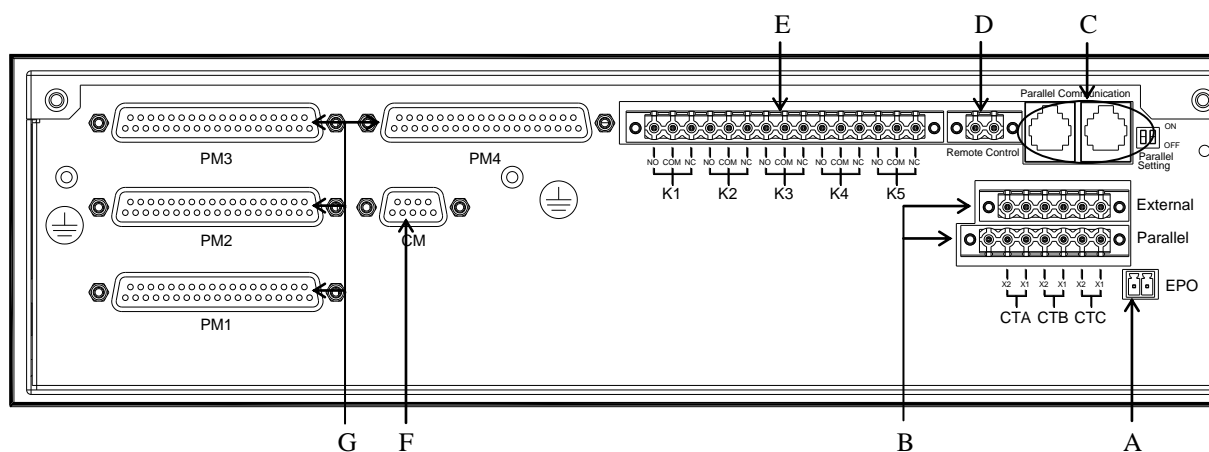 E D C
Parallel Communication
ON
OFF
Parallel
Setting
Remote Control
PM3
PM4
NO COM NC NO COM NC NO COM NC NO COM NC NO COM NC
K1 K2 K3 K4 K5
External
PM2
CM
Parallel
EPO
X2 X1 X2 X1 X2 X1
CTA CTB CTC
PM1
G F B A